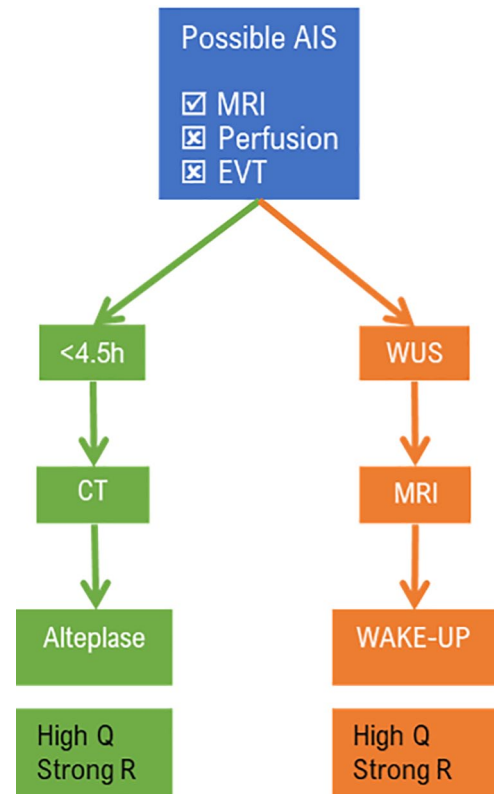 Possible AIS
☑ MRI
☒ Perfusion
☒ EVT
<4.5h
WUS
CT
MRI
Alteplase
WAKE-UP
High Q
Strong R
High Q
Strong R